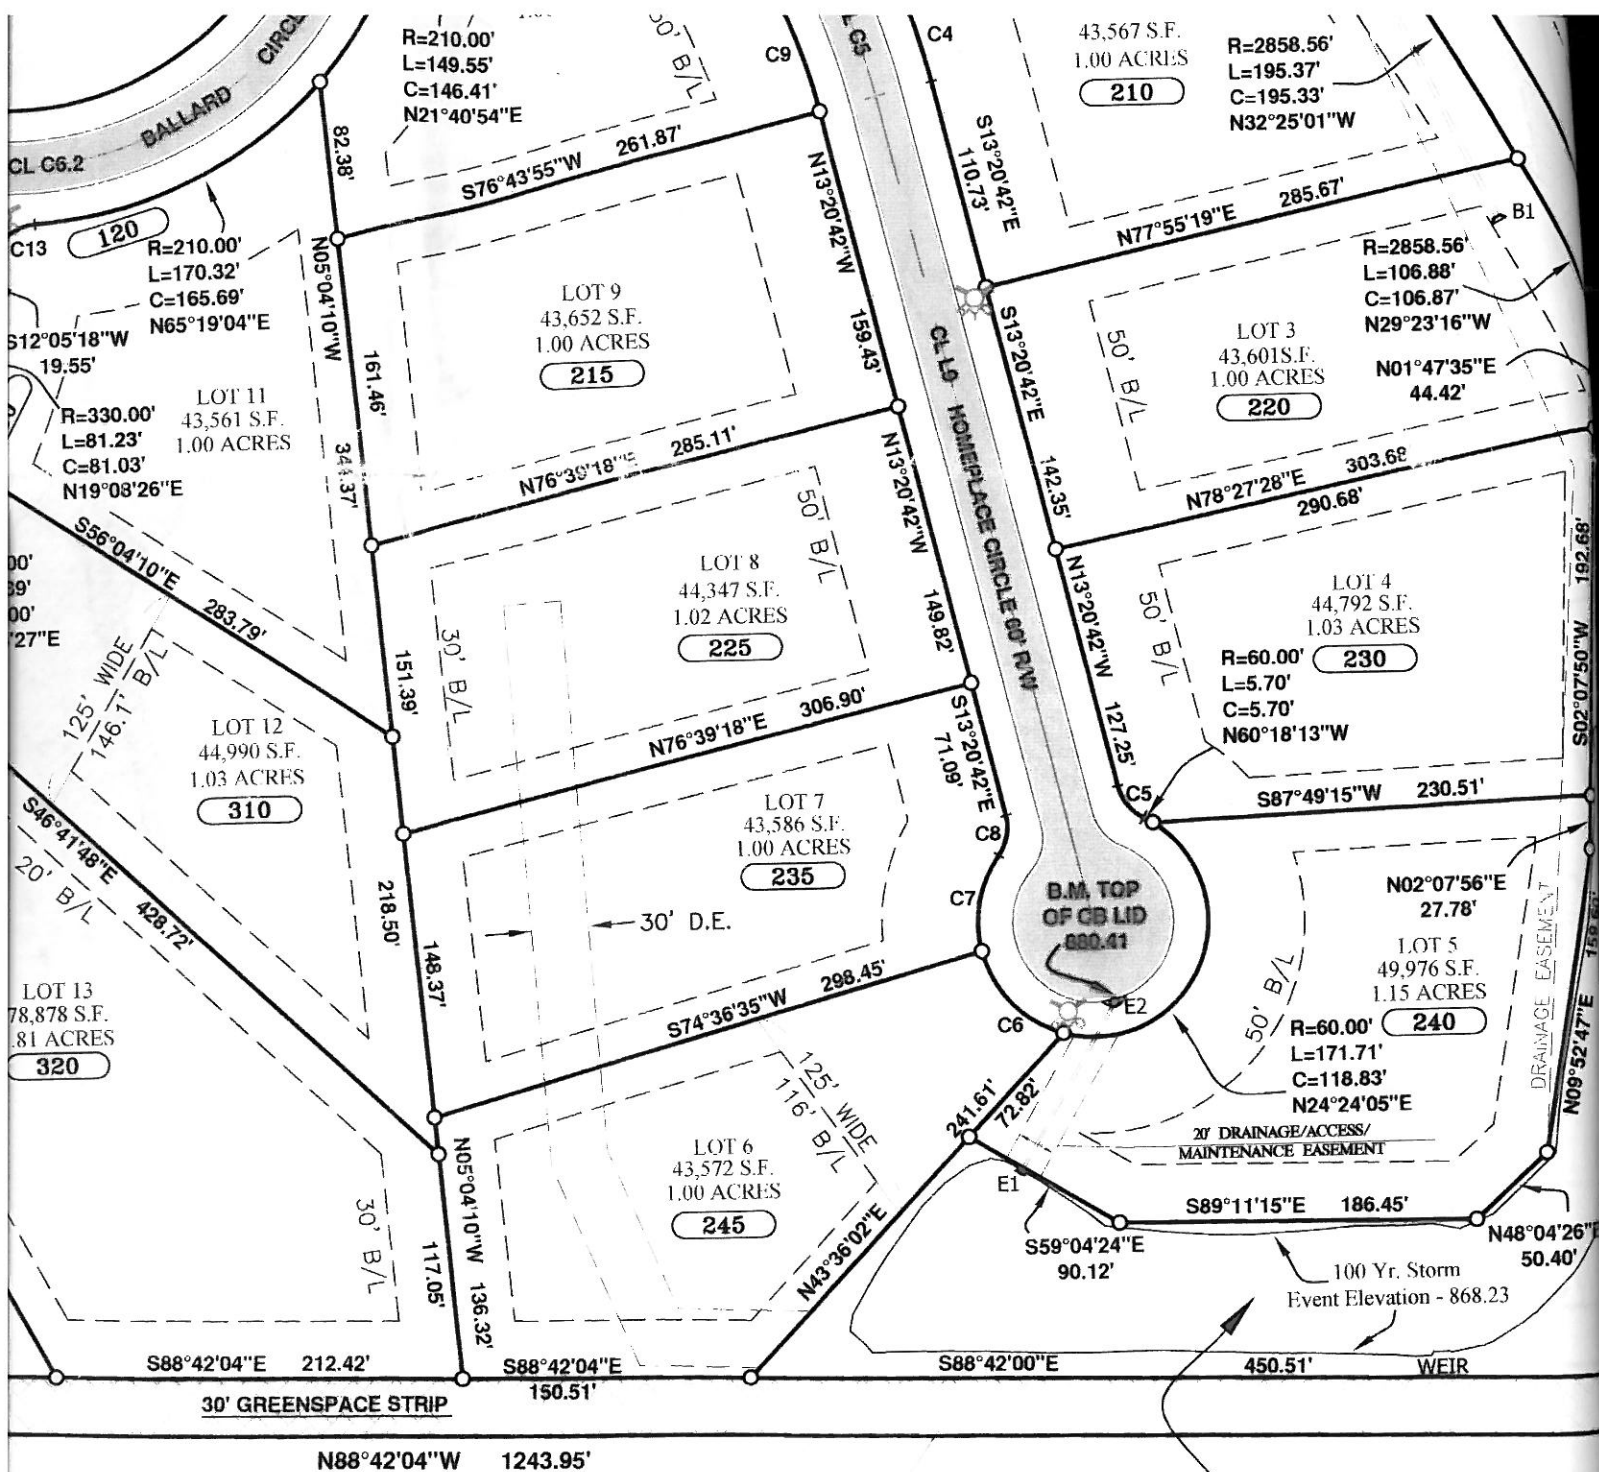 CIRCLE
BALLARD
CL C6.2
R=210.00'
L=149.55'
C=146.41'
N21°40'54"E
50' B/L
C9
CL C5
C4
43,567 S.F.
1.00 ACRES
210
R=2858.56'
L=195.37'
C=195.33'
N32°25'01"W
82.38'
S76°43'55"W 261.87'
S13°20'42"E
110.73'
N77°55'19"E 285.67'
B1
C13
120
R=210.00'
L=170.32'
C=165.69'
N65°19'04"E
N05°04'10"W
161.46'
N13°20'42"W
159.43'
LOT 9
43,652 S.F.
1.00 ACRES
215
R=2858.56'
L=106.88'
C=106.87'
N29°23'16"W
S12°05'18"W
19.55'
LOT 11
43,561 S.F.
1.00 ACRES
R=330.00'
L=81.23'
C=81.03'
N19°08'26"E
344.37'
CL L9 HOMEPLACE CIRCLE 60' R/W
S13°20'42"E
142.35'
50' B/L
LOT 3
43,601S.F.
1.00 ACRES
220
N01°47'35"E
44.42'
N76°39'18"E 285.11'
N78°27'28"E 303.68
290.68'
S56°04'10"E 283.79'
00'
39'
00'
'27"E
N13°20'42"W
149.82'
50' B/L
LOT 8
44,347 S.F.
1.02 ACRES
225
30' B/L
151.39'
N13°20'42"W
127.25'
50' B/L
LOT 4
44,792 S.F.
1.03 ACRES
230
R=60.00'
L=5.70'
C=5.70'
N60°18'13"W
S02°07'50"W 192.68'
125' WIDE
146.1' B/L
LOT 12
44,990 S.F.
1.03 ACRES
310
N76°39'18"E 306.90'
S13°20'42"E
71.09'
C5
S87°49'15"W 230.51'
S46°41'48"E 428.72'
20' B/L
LOT 7
43,586 S.F.
1.00 ACRES
235
C8
C7
218.50'
148.37'
30' D.E.
B.M. TOP
OF CB LID
880.41
E2
N02°07'56"E
27.78'
LOT 5
49,976 S.F.
1.15 ACRES
240
50' B/L
DRAINAGE EASEMENT
N09°52'47"E
LOT 13
78,878 S.F.
.81 ACRES
320
S74°36'35"W 298.45'
C6
R=60.00'
L=171.71'
C=118.83'
N24°24'05"E
125' WIDE
116' B/L
241.61'
72.82'
20' DRAINAGE/ACCESS/
MAINTENANCE EASEMENT
LOT 6
43,572 S.F.
1.00 ACRES
245
N05°04'10"W 136.32'
117.05'
30' B/L
E1
N43°36'02"E
S59°04'24"E
90.12'
S89°11'15"E 186.45'
N48°04'26"E
50.40'
100 Yr. Storm
Event Elevation - 868.23
S88°42'04"E 212.42'
S88°42'04"E
150.51'
S88°42'00"E 450.51' WEIR
30' GREENSPACE STRIP
N88°42'04"W 1243.95'